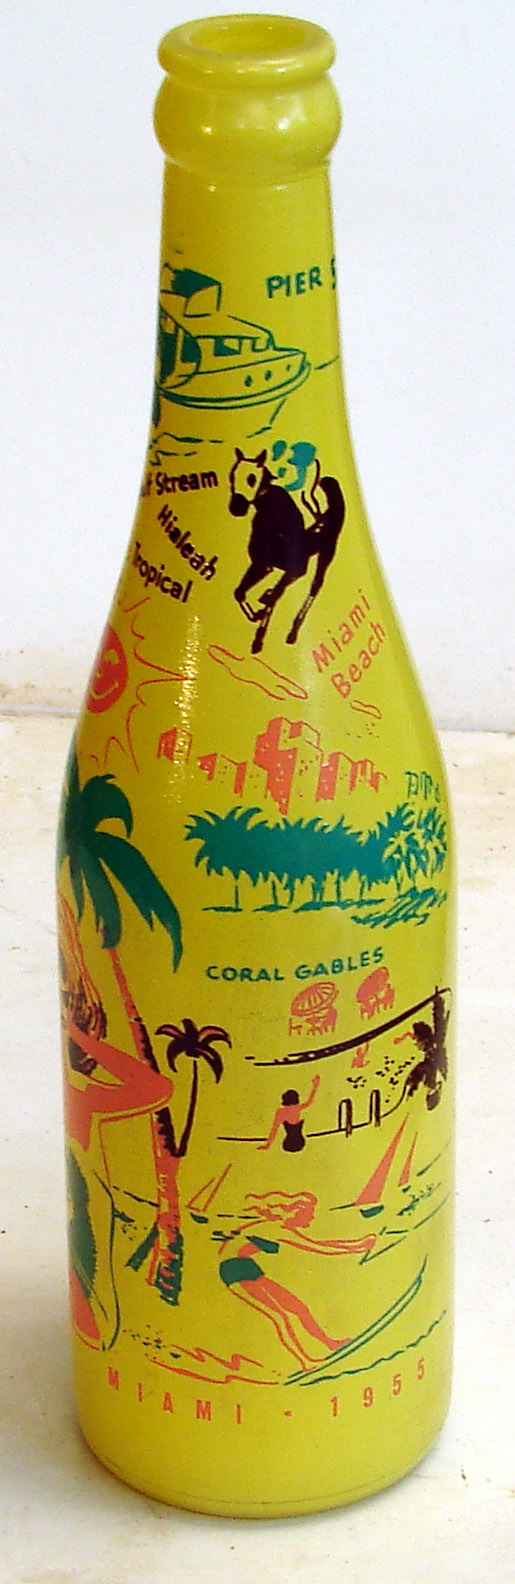 PIER
Stream
Hialeah
Tropical
Miami
Beach
CORAL GABLES
MIAMI - 1955